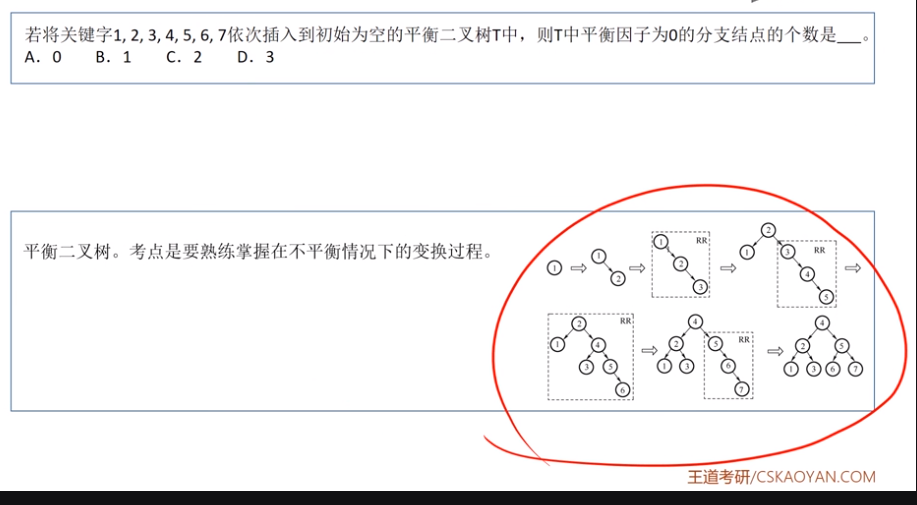 若将关键字1, 2, 3, 4, 5, 6, 7依次插入到初始为空的平衡二叉树T中，则T中平衡因子为0的分支结点的个数是___。
A. 0 B. 1 C. 2 D. 3
平衡二叉树。考点是要熟练掌握在不平衡情况下的变换过程。
1 1 2 1 2 3 RR 2 1 3 4 5 RR
2 1 4 3 5 6 RR 4 2 5 1 3 6 7 RR 4 2 5 1 3 6 7
王道考研/CSKAOYAN.COM